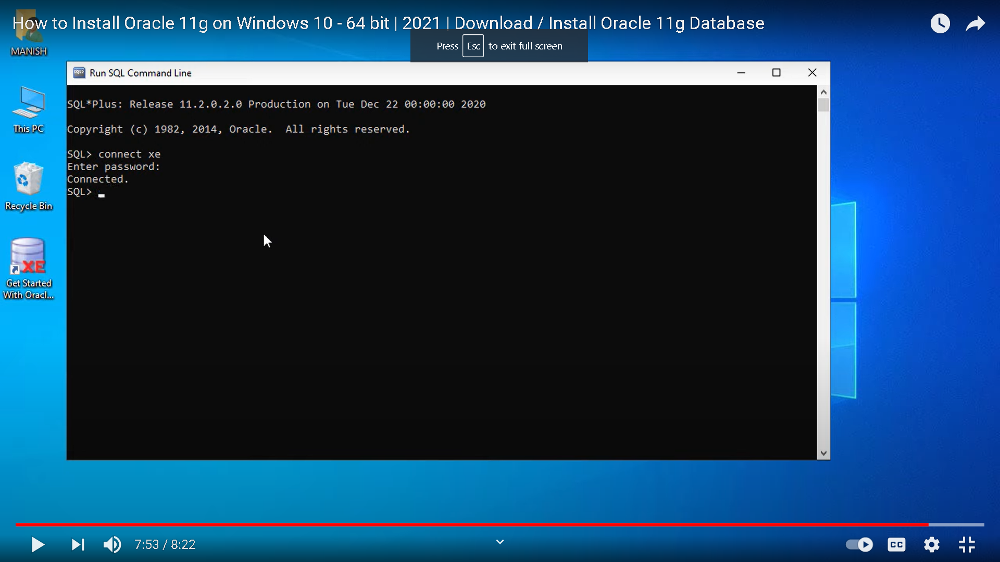 How to Install Oracle 11g on Windows 10 - 64 bit | 2021 | Download / Install Oracle 11g Database
Press Esc to exit full screen
MANISH
This PC
Recycle Bin
XE
Get Started
With Oracl...
SQL>
Run SQL Command Line
SQL*Plus: Release 11.2.0.2.0 Production on Tue Dec 22 00:00:00 2020
Copyright (c) 1982, 2014, Oracle.  All rights reserved.
SQL> connect xe
Enter password:
Connected.
SQL>
7:53 / 8:22
CC